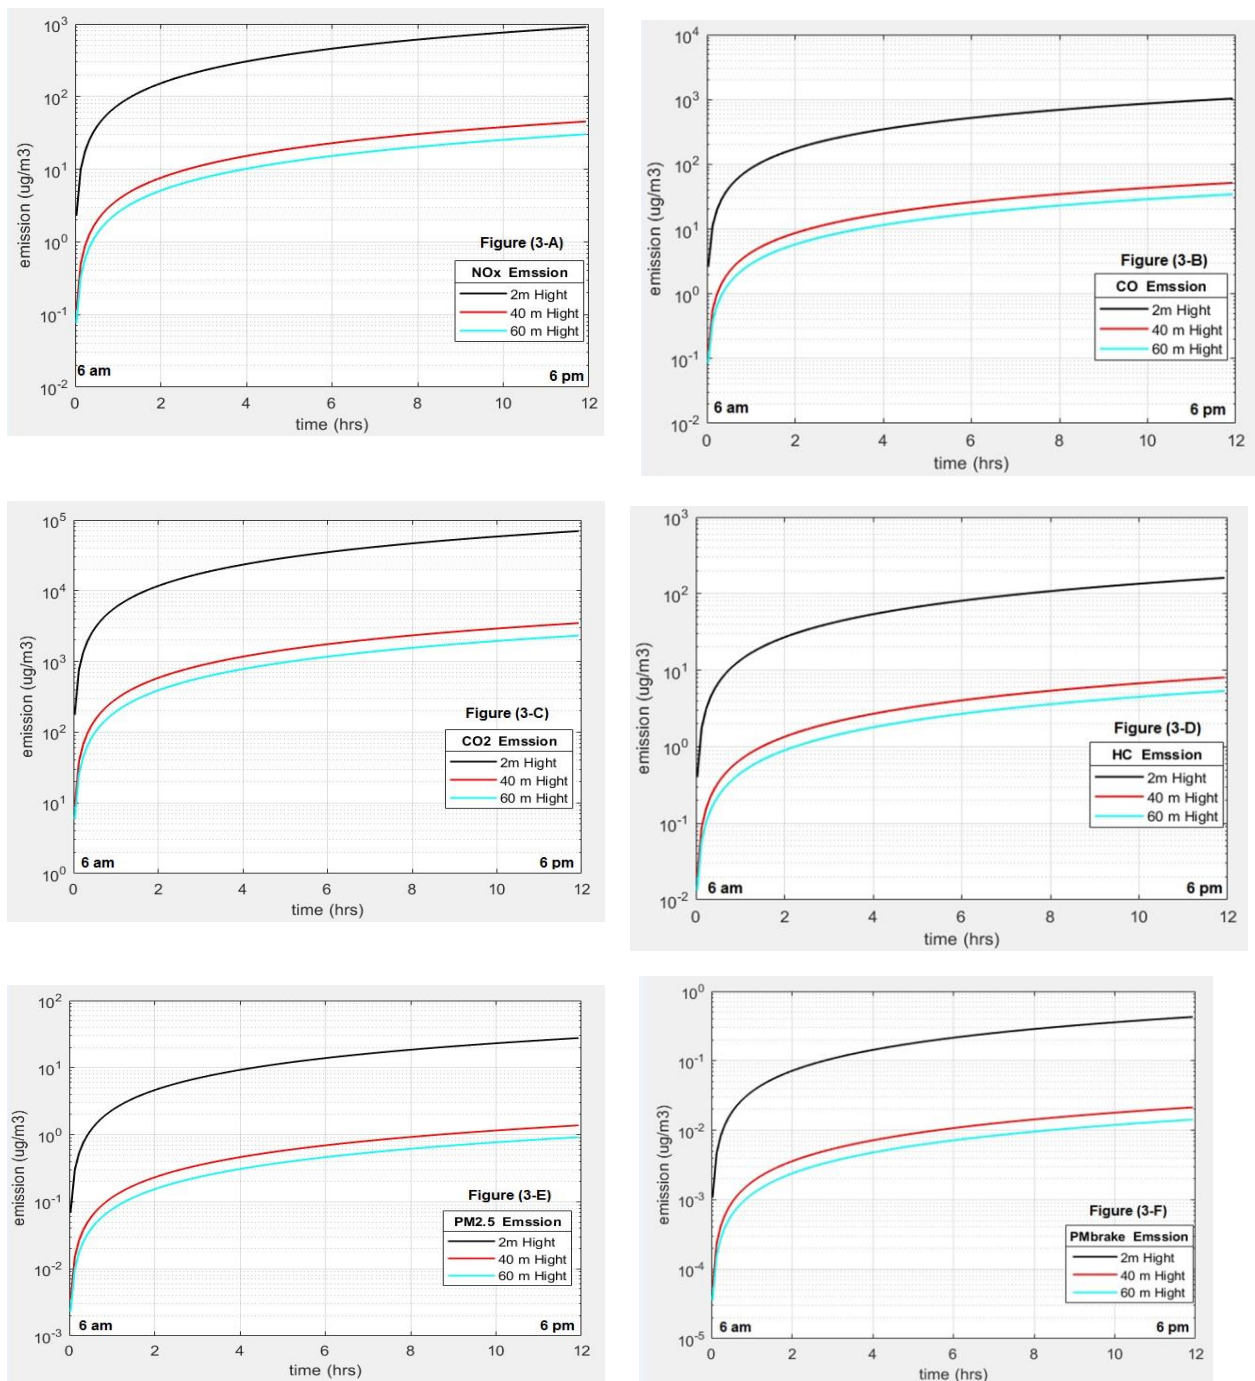 10^3
10^2
10^1
10^0
10^-1
10^-2
emission (ug/m3)
Figure (3-A)
NOx Emssion
2m Hight
40 m Hight
60 m Hight
6 am
6 pm
0 2 4 6 8 10 12
time (hrs)
10^4
10^3
10^2
10^1
10^0
10^-1
10^-2
emission (ug/m3)
Figure (3-B)
CO Emssion
2m Hight
40 m Hight
60 m Hight
6 am
6 pm
0 2 4 6 8 10 12
time (hrs)
10^5
10^4
10^3
10^2
10^1
10^0
emission (ug/m3)
Figure (3-C)
CO2 Emssion
2m Hight
40 m Hight
60 m Hight
6 am
6 pm
0 2 4 6 8 10 12
time (hrs)
10^3
10^2
10^1
10^0
10^-1
10^-2
emission (ug/m3)
Figure (3-D)
HC Emssion
2m Hight
40 m Hight
60 m Hight
6 am
6 pm
0 2 4 6 8 10 12
time (hrs)
10^2
10^1
10^0
10^-1
10^-2
10^-3
emission (ug/m3)
Figure (3-E)
PM2.5 Emssion
2m Hight
40 m Hight
60 m Hight
6 am
6 pm
0 2 4 6 8 10 12
time (hrs)
10^0
10^-1
10^-2
10^-3
10^-4
10^-5
emission (ug/m3)
Figure (3-F)
PMbrake Emssion
2m Hight
40 m Hight
60 m Hight
6 am
6 pm
0 2 4 6 8 10 12
time (hrs)